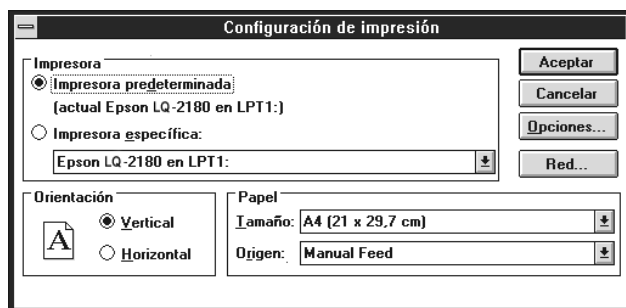 Configuración de impresión
Impresora
Impresora predeterminada
(actual Epson LQ-2180 en LPT1:)
Impresora específica:
Epson LQ-2180 en LPT1:
Aceptar
Cancelar
Opciones...
Red...
Orientación
A
Vertical
Horizontal
Papel
Tamaño: A4 (21 x 29,7 cm)
Origen: Manual Feed